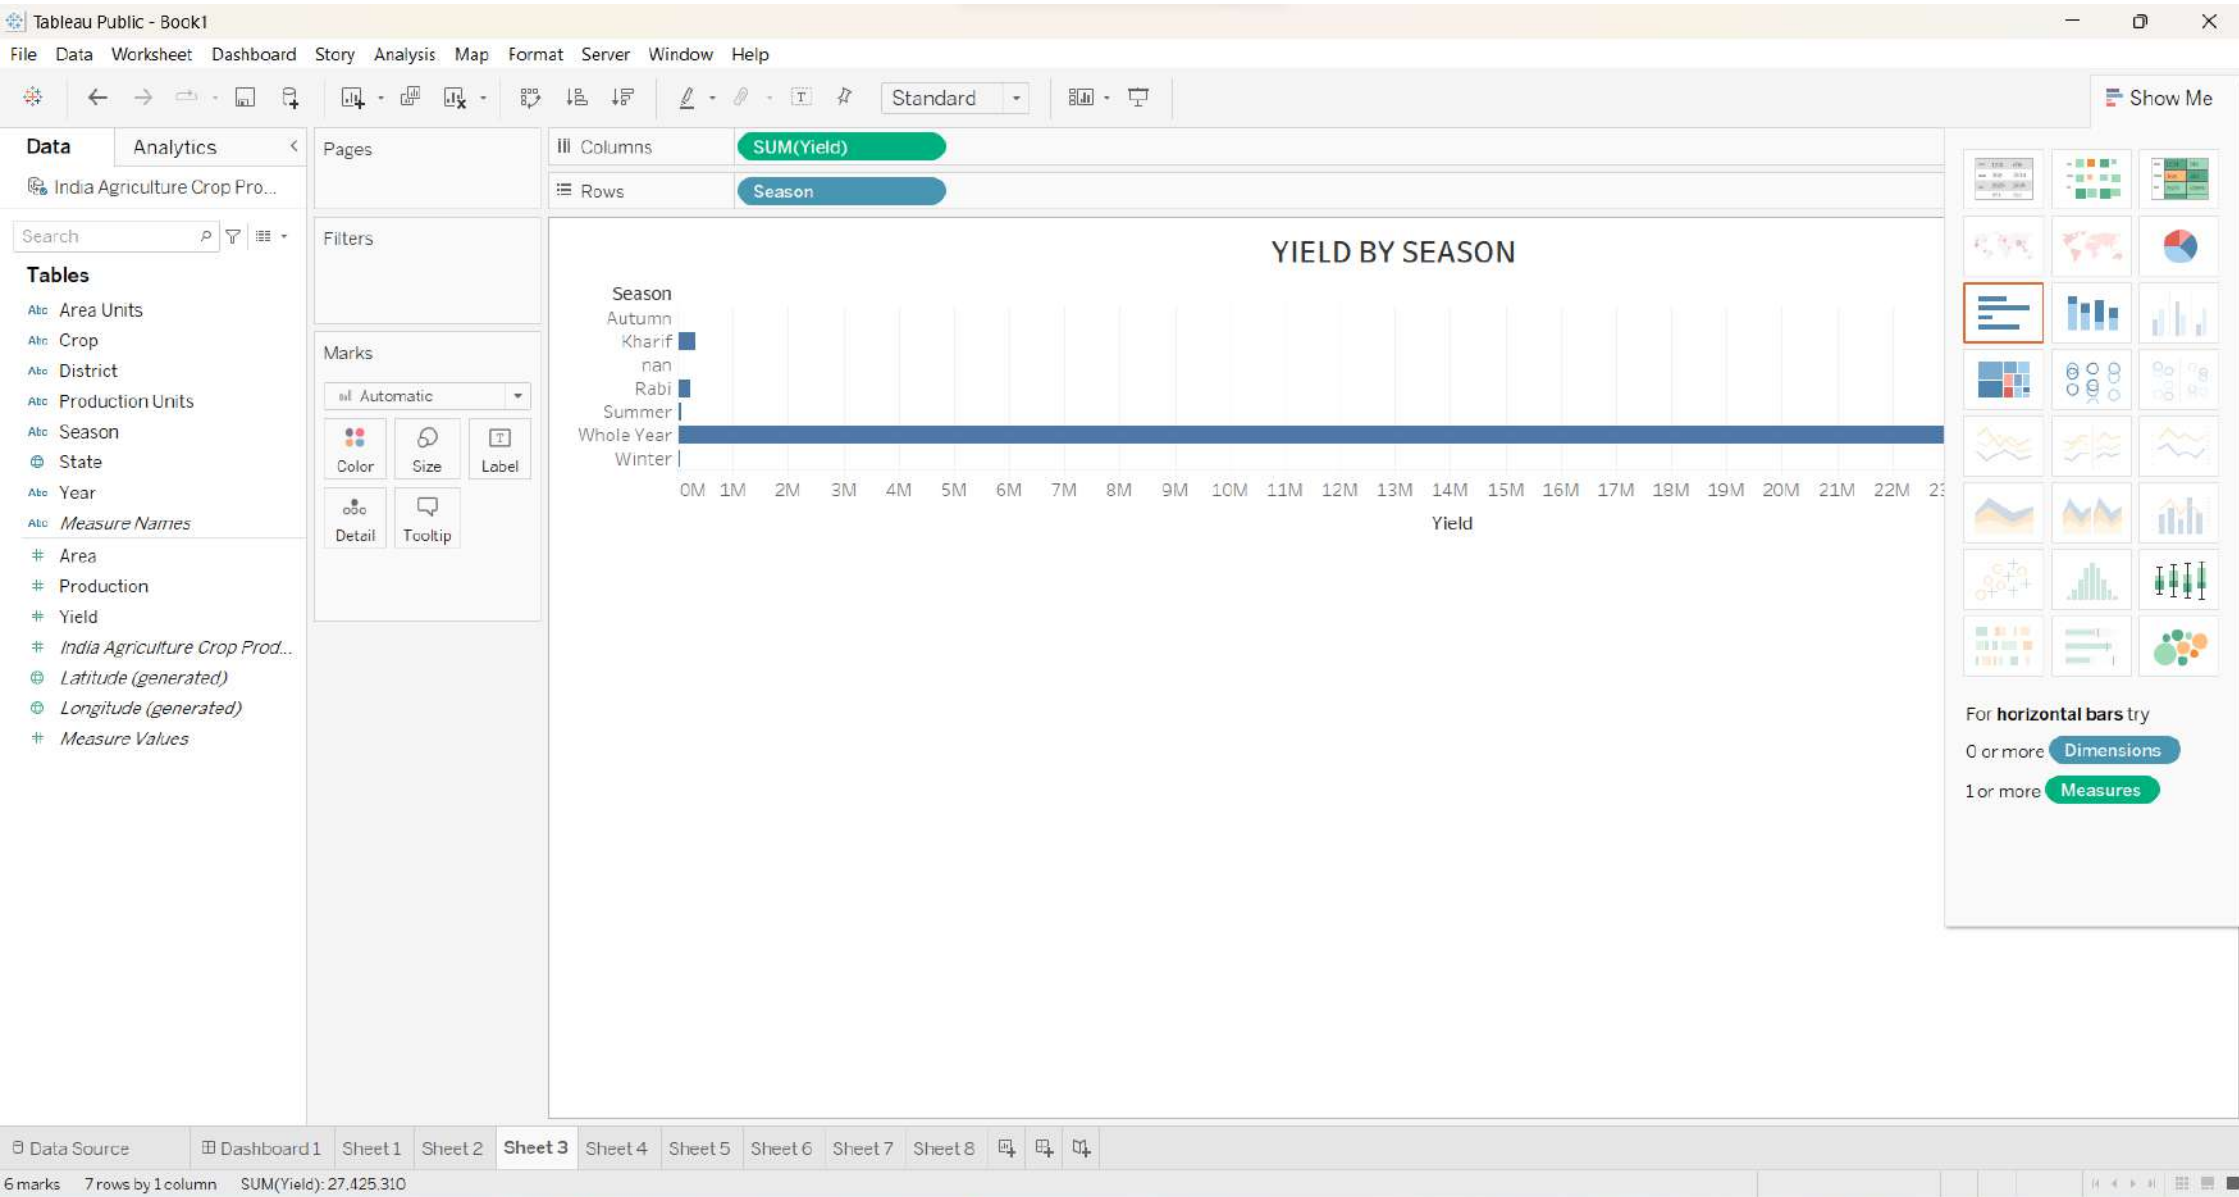 Tableau Public - Book1
File Data Worksheet Dashboard Story Analysis Map Format Server Window Help
Standard
Show Me
Data Analytics
India Agriculture Crop Pro...
Search
Tables
Abc Area Units
Abc Crop
Abc District
Abc Production Units
Abc Season
State
Abc Year
Abc Measure Names
# Area
# Production
# Yield
# India Agriculture Crop Prod...
Latitude (generated)
Longitude (generated)
# Measure Values
Pages
Filters
Marks
Automatic
Color Size Label
Detail Tooltip
Columns SUM(Yield)
Rows Season
YIELD BY SEASON
Season
Autumn
Kharif
nan
Rabi
Summer
Whole Year
Winter
0M 1M 2M 3M 4M 5M 6M 7M 8M 9M 10M 11M 12M 13M 14M 15M 16M 17M 18M 19M 20M 21M 22M
Yield
For horizontal bars try
0 or more Dimensions
1 or more Measures
Data Source Dashboard 1 Sheet 1 Sheet 2 Sheet 3 Sheet 4 Sheet 5 Sheet 6 Sheet 7 Sheet 8
6 marks 7 rows by 1 column SUM(Yield): 27,425,310